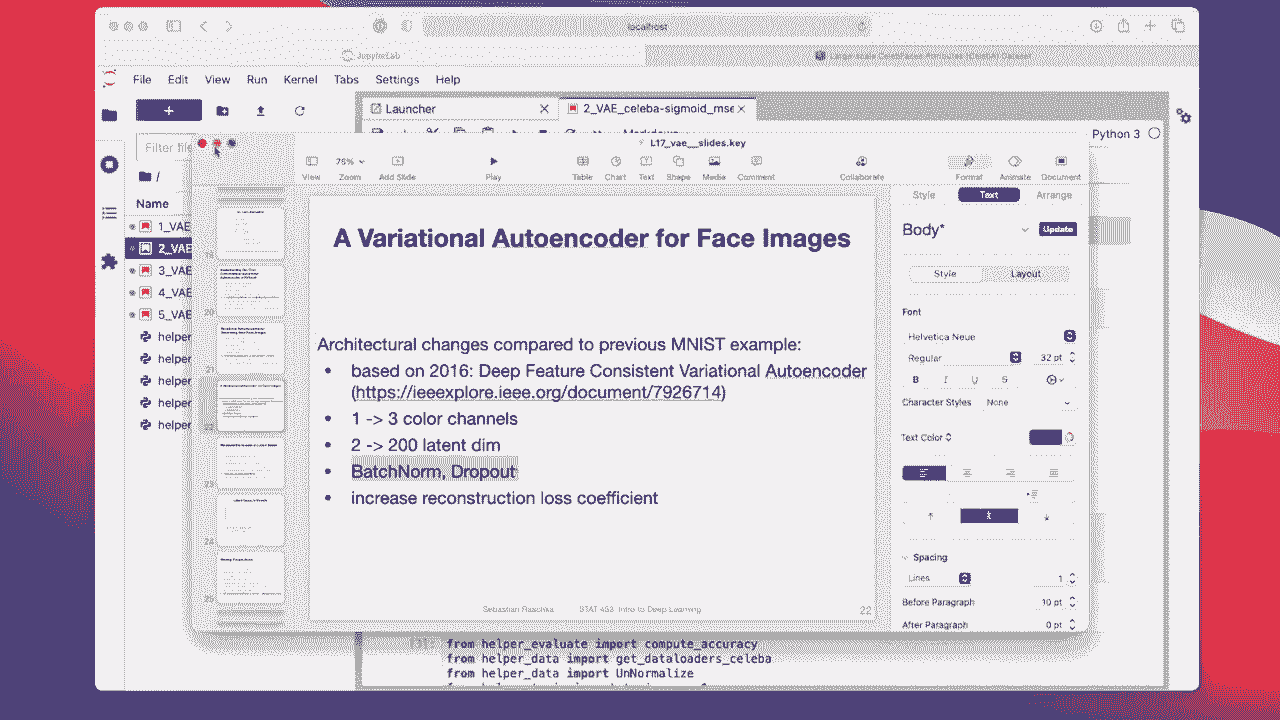 localhost
JupyterLab
File Edit View Run Kernel Tabs Settings Help
Launcher
2_VAE_celeba-sigmoid_mse
Filter file
Markdown
Python 3
L17_vae__slides.key
/
75%
View Zoom Add Slide Play Table Chart Text Shape Media Comment Collaborate Format Animate Document
Name
Style Text Arrange
1_VAE
2_VAE
3_VAE
4_VAE
5_VAE
helper
helper
helper
helper
helper
20
21
22
24
A Variational Autoencoder for Face Images
Architectural changes compared to previous MNIST example:
• based on 2016: Deep Feature Consistent Variational Autoencoder
(https://ieeexplore.ieee.org/document/7926714)
• 1 -> 3 color channels
• 2 -> 200 latent dim
• BatchNorm, Dropout
• increase reconstruction loss coefficient
Sebastian Raschka STAT 453: Intro to Deep Learning 22
Body*
Update
Style Layout
Font
Helvetica Neue
Regular 32 pt
B I U S
Character Styles None
Text Color
Spacing
Lines 1
Before Paragraph 10 pt
After Paragraph 0 pt
from helper_evaluate import compute_accuracy
from helper_data import get_dataloaders_celeba
from helper_data import UnNormalize